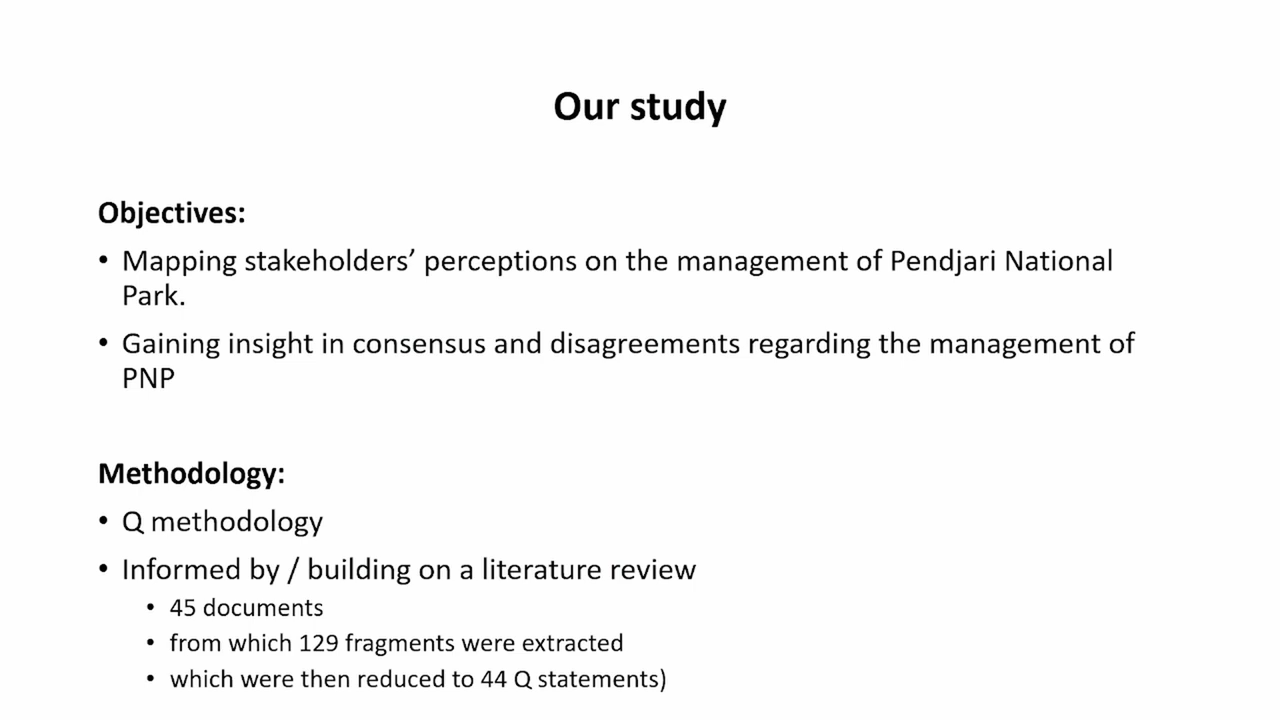 Our study
Objectives:
• Mapping stakeholders’ perceptions on the management of Pendjari National
Park.
• Gaining insight in consensus and disagreements regarding the management of
PNP
Methodology:
• Q methodology
• Informed by / building on a literature review
• 45 documents
• from which 129 fragments were extracted
• which were then reduced to 44 Q statements)